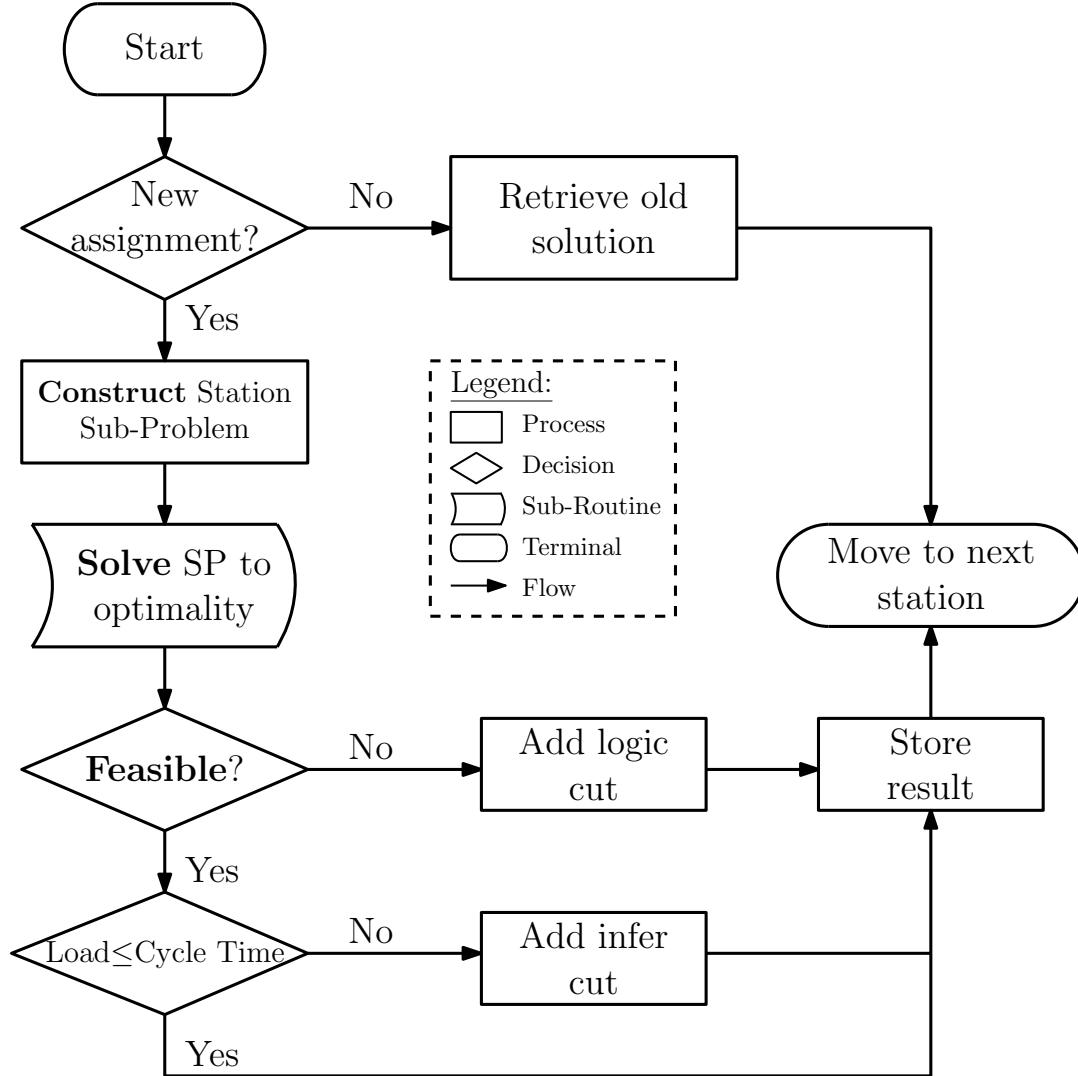 Start
New
assignment?
No
Retrieve old
solution
Yes
Construct Station
Sub-Problem
Legend:
Process
Decision
Sub-Routine
Terminal
Flow
Solve SP to
optimality
Move to next
station
Feasible?
No
Add logic
cut
Store
result
Yes
Load≤Cycle Time
No
Add infer
cut
Yes